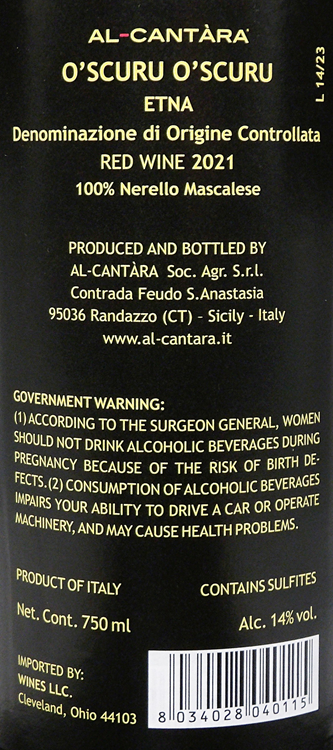 AL-CANTÀRA
O'SCURU O'SCURU
ETNA
Denominazione di Origine Controllata
RED WINE 2021
100% Nerello Mascalese
L 14/23
PRODUCED AND BOTTLED BY
AL-CANTÀRA Soc. Agr. S.r.l.
Contrada Feudo S.Anastasia
95036 Randazzo (CT) - Sicily - Italy
www.al-cantara.it
GOVERNMENT WARNING:
(1) ACCORDING TO THE SURGEON GENERAL, WOMEN
SHOULD NOT DRINK ALCOHOLIC BEVERAGES DURING
PREGNANCY BECAUSE OF THE RISK OF BIRTH DE-
FECTS.(2) CONSUMPTION OF ALCOHOLIC BEVERAGES
IMPAIRS YOUR ABILITY TO DRIVE A CAR OR OPERATE
MACHINERY, AND MAY CAUSE HEALTH PROBLEMS.
PRODUCT OF ITALY
CONTAINS SULFITES
Net. Cont. 750 ml
Alc. 14% vol.
IMPORTED BY:
WINES LLC.
Cleveland, Ohio 44103
8 034028 040115